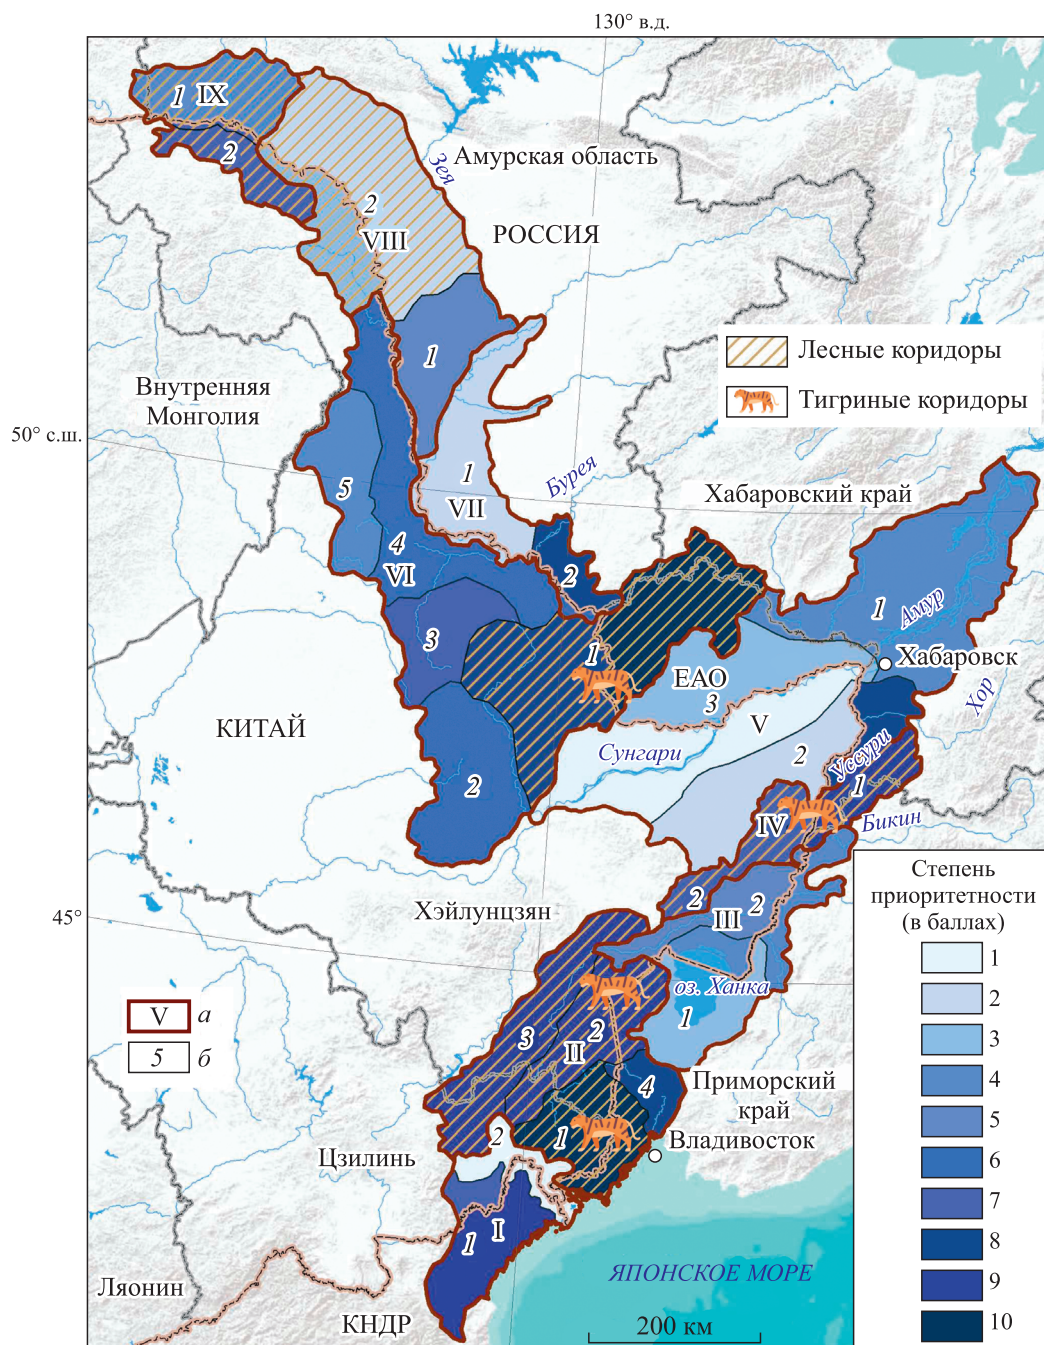 130° в.д.
1 IX
2
Зея
Амурская область
2
VIII
РОССИЯ
Лесные коридоры
Тигриные коридоры
1
Внутренняя
Монголия
50° с.ш.
1
VII
Бурея
Хабаровский край
5
4
VI
2
1
Амур
3
1
Хабаровск
ЕАО
3
Хор
КИТАЙ
V
Сунгари
2
Уссури
1
2
IV
Бикин
Степень
приоритетности
(в баллах)
1
2
3
4
5
6
7
8
9
10
45°
Хэйлунцзян
2
III
2
оз. Ханка
1
V а
5 б
3
2
II
4
Приморский
край
Владивосток
2
1
Цзилинь
1
I
Ляонин
КНДР
ЯПОНСКОЕ МОРЕ
200 км